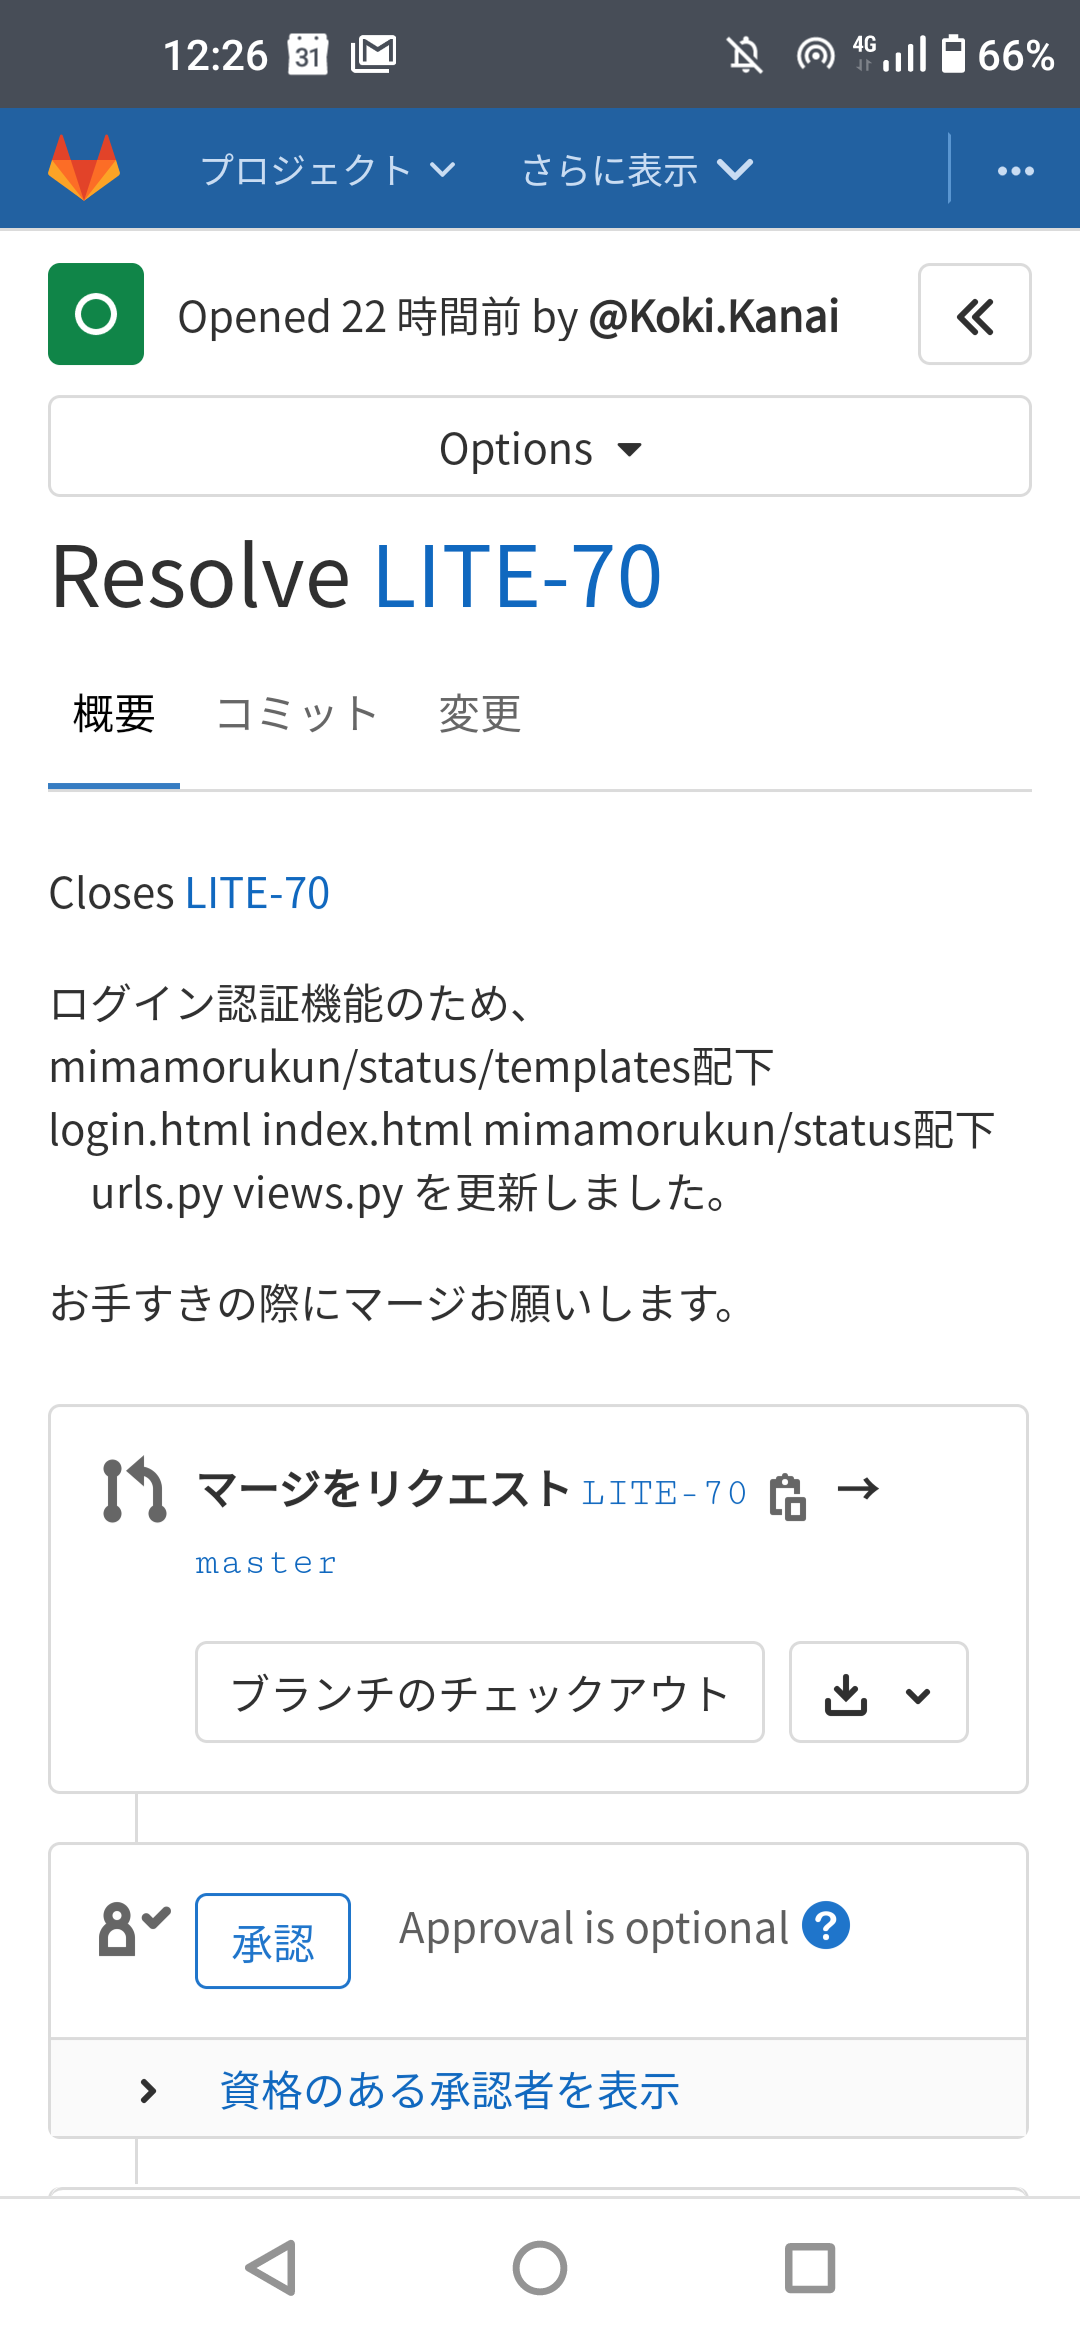 12:26 31 4G 66%
プロジェクト さらに表示
Opened 22 時間前 by @Koki.Kanai
Options
Resolve LITE-70
概要 コミット 変更
Closes LITE-70
ログイン認証機能のため、
mimamorukun/status/templates配下
login.html index.html mimamorukun/status配下
urls.py views.py を更新しました。
お手すきの際にマージお願いします。
マージをリクエスト LITE-70 →
master
ブランチのチェックアウト
承認 Approval is optional ?
資格のある承認者を表示